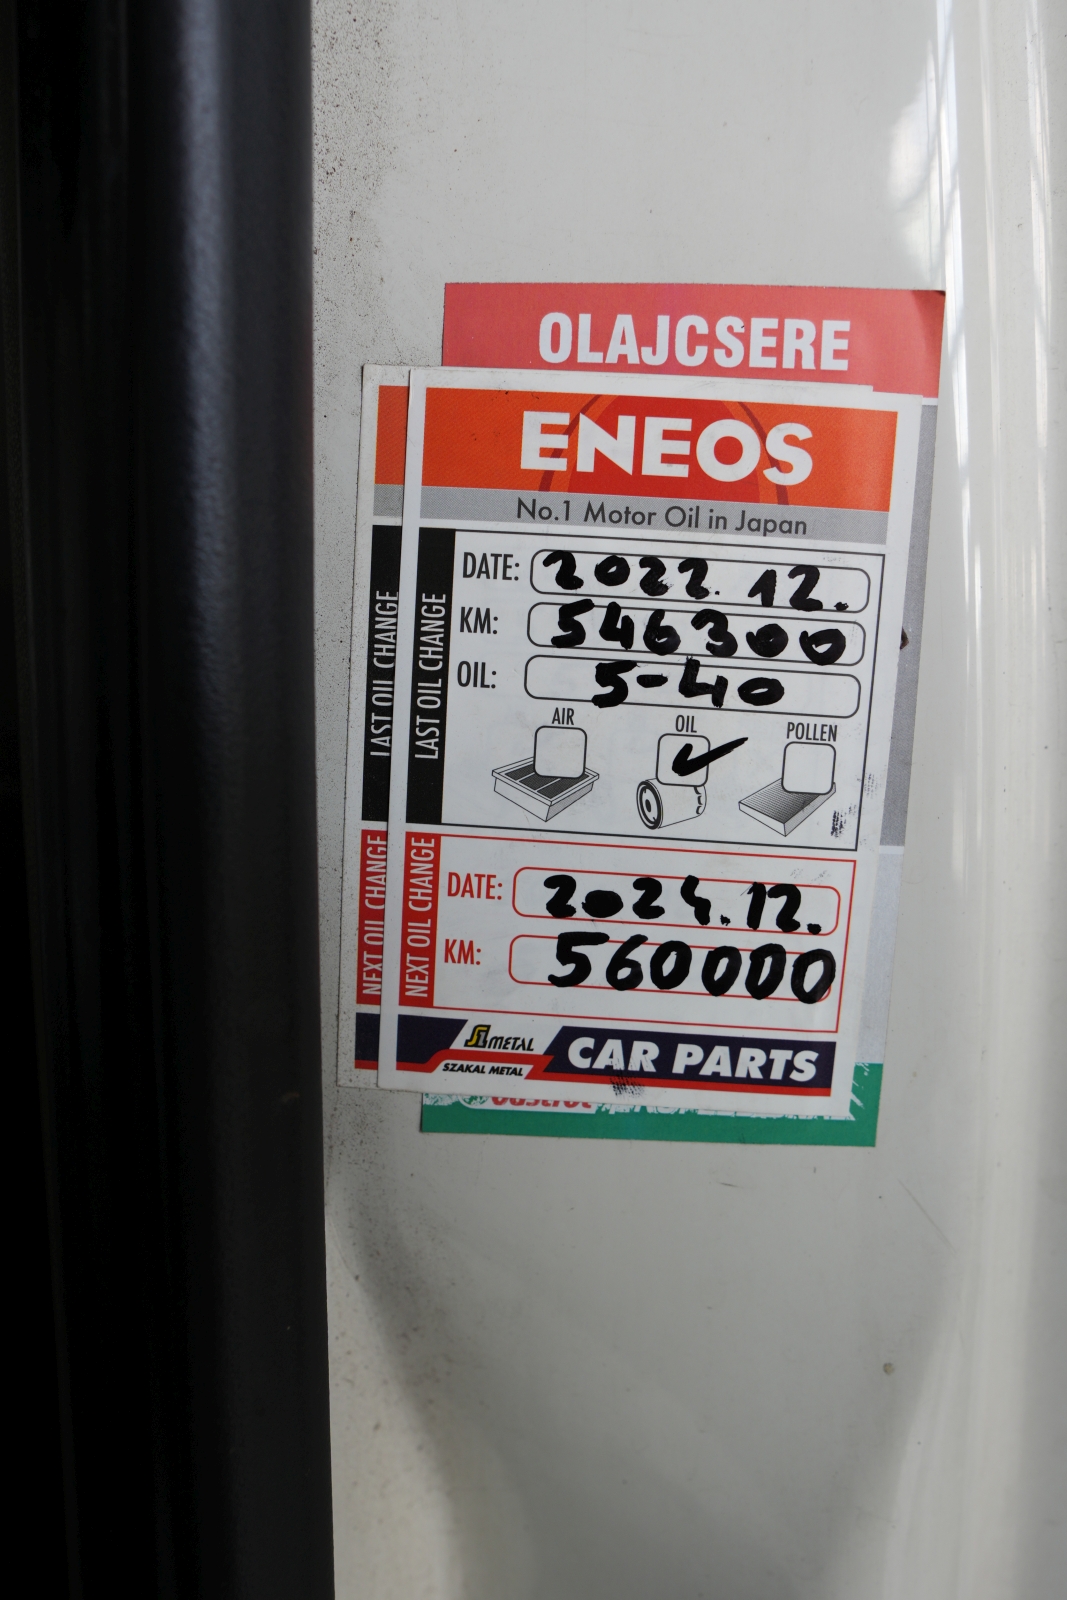 OLAJCSERE
ENEOS
No.1 Motor Oil in Japan
LAST OIL CHANGE
LAST OIL CHANGE
DATE: 2022. 12.
KM: 546300
OIL: 5-40
AIR
OIL
POLLEN
NEXT OIL CHANGE
NEXT OIL CHANGE
DATE: 2024.12.
KM: 560000
METAL
SZAKAL METAL
CAR PARTS
Castrol